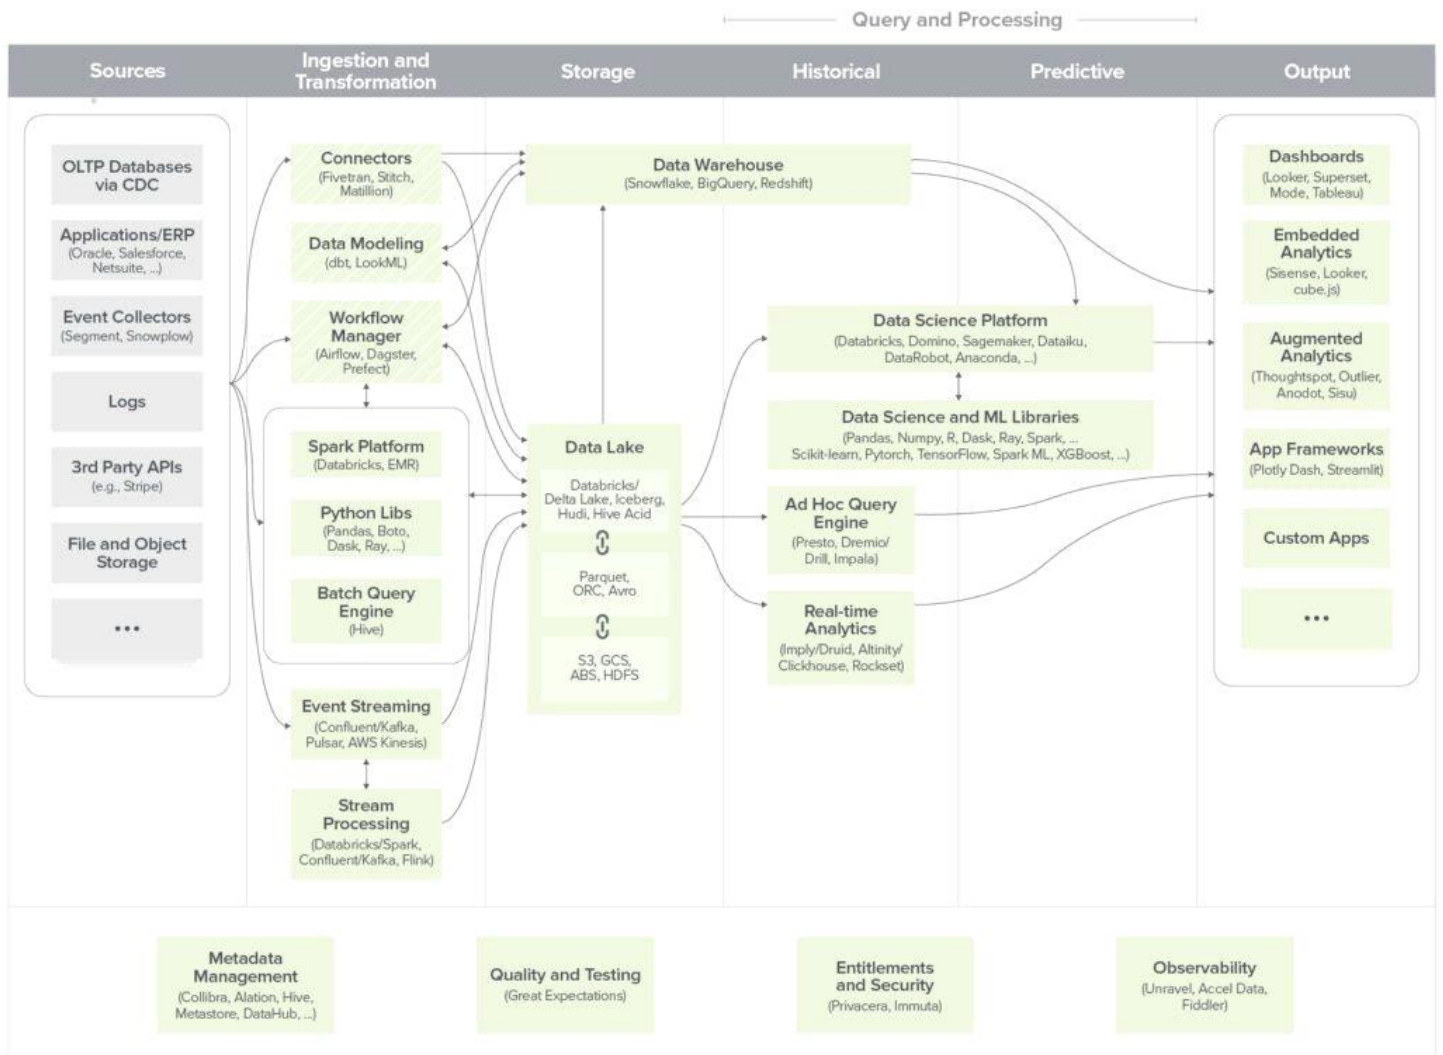 Query and Processing
Sources
Ingestion and
Transformation
Storage
Historical
Predictive
Output
OLTP Databases
via CDC
Applications/ERP
(Oracle, Salesforce,
Netsuite, ...)
Event Collectors
(Segment, Snowplow)
Logs
3rd Party APIs
(e.g., Stripe)
File and Object
Storage
...
Connectors
(Fivetran, Stitch,
Matillion)
Data Modeling
(dbt, LookML)
Workflow
Manager
(Airflow, Dagster,
Prefect)
Spark Platform
(Databricks, EMR)
Python Libs
(Pandas, Boto,
Dask, Ray, ...)
Batch Query
Engine
(Hive)
Event Streaming
(Confluent/Kafka,
Pulsar, AWS Kinesis)
Stream
Processing
(Databricks/Spark,
Confluent/Kafka, Flink)
Data Warehouse
(Snowflake, BigQuery, Redshift)
Data Lake
Databricks/
Delta Lake, Iceberg,
Hudi, Hive Acid
Parquet,
ORC, Avro
S3, GCS,
ABS, HDFS
Data Science Platform
(Databricks, Domino, Sagemaker, Dataiku,
DataRobot, Anaconda, ...)
Data Science and ML Libraries
(Pandas, Numpy, R, Dask, Ray, Spark, ...
Scikit-learn, Pytorch, TensorFlow, Spark ML, XGBoost, ...)
Ad Hoc Query
Engine
(Presto, Dremio/
Drill, Impala)
Real-time
Analytics
(Imply/Druid, Altinity/
Clickhouse, Rockset)
Dashboards
(Looker, Superset,
Mode, Tableau)
Embedded
Analytics
(Sisense, Looker,
cube.js)
Augmented
Analytics
(Thoughtspot, Outlier,
Anodot, Sisu)
App Frameworks
(Plotly Dash, Streamlit)
Custom Apps
...
Metadata
Management
(Collibra, Alation, Hive,
Metastore, DataHub, ...)
Quality and Testing
(Great Expectations)
Entitlements
and Security
(Privacera, Immuta)
Observability
(Unravel, Accel Data,
Fiddler)